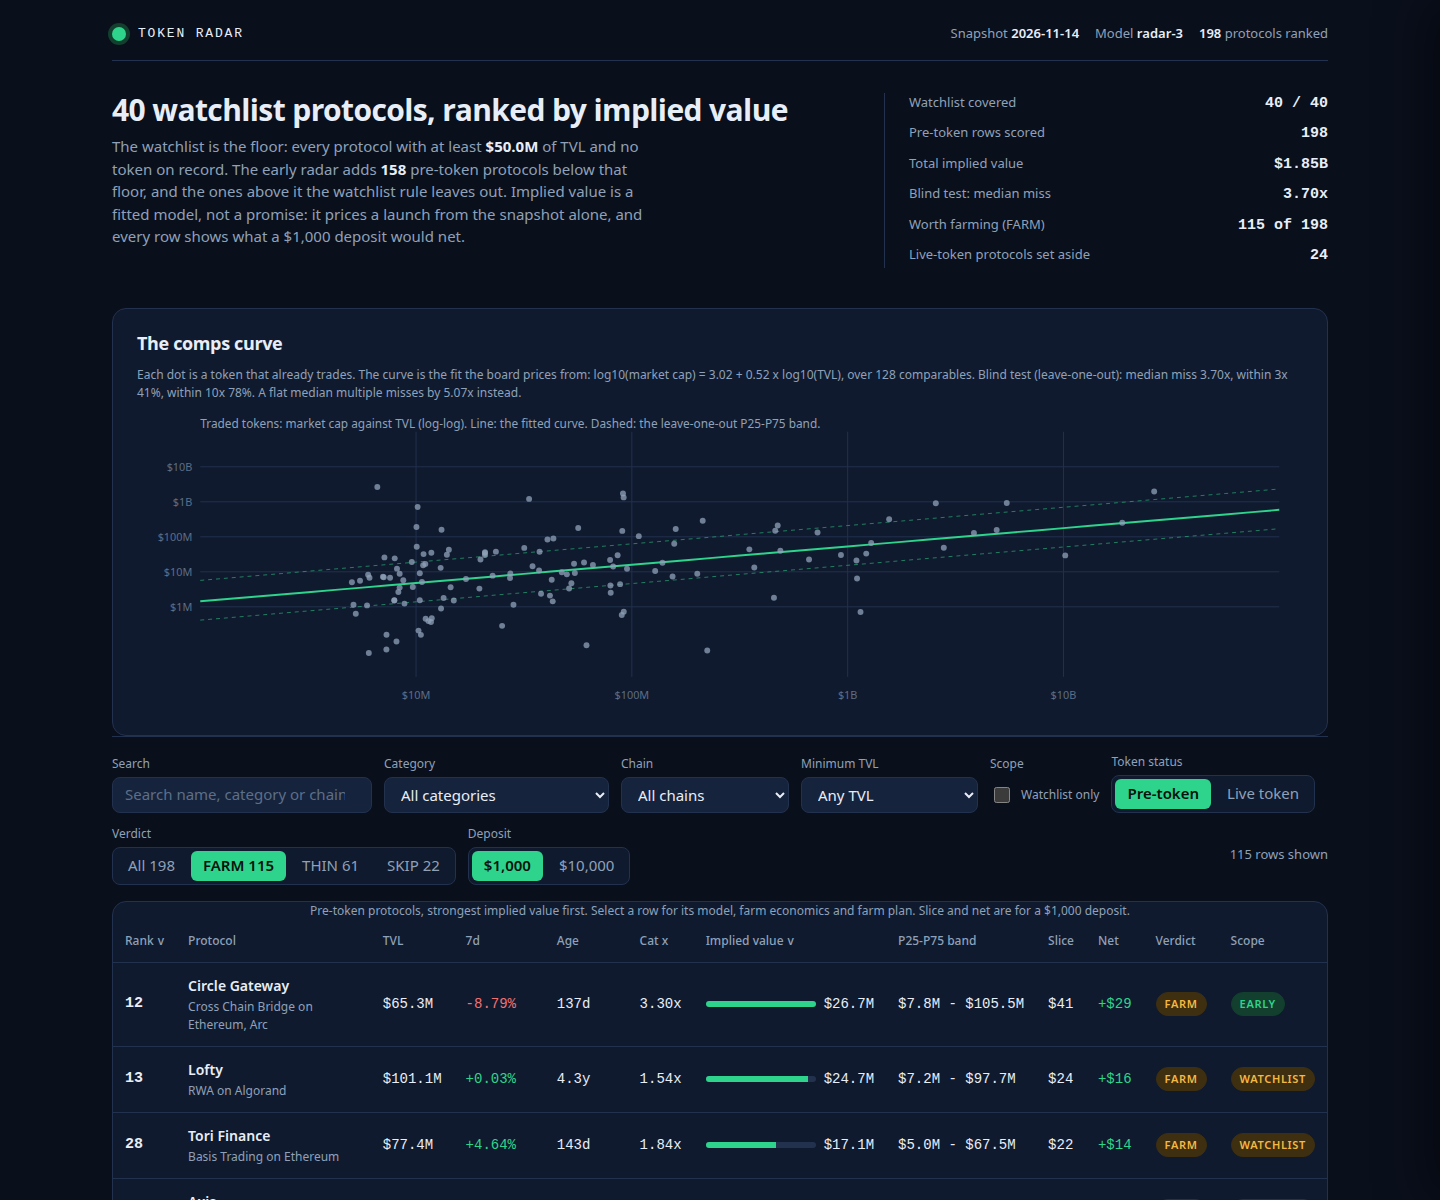 TOKEN RADAR
Snapshot 2026-11-14 Model radar-3 198 protocols ranked
40 watchlist protocols, ranked by implied value
The watchlist is the floor: every protocol with at least $50.0M of TVL and no
token on record. The early radar adds 158 pre-token protocols below that
floor, and the ones above it the watchlist rule leaves out. Implied value is a
fitted model, not a promise: it prices a launch from the snapshot alone, and
every row shows what a $1,000 deposit would net.
Watchlist covered 40 / 40
Pre-token rows scored 198
Total implied value $1.85B
Blind test: median miss 3.70x
Worth farming (FARM) 115 of 198
Live-token protocols set aside 24
The comps curve
Each dot is a token that already trades. The curve is the fit the board prices from: log10(market cap) = 3.02 + 0.52 x log10(TVL), over 128 comparables. Blind test (leave-one-out): median miss 3.70x, within 3x
41%, within 10x 78%. A flat median multiple misses by 5.07x instead.
Traded tokens: market cap against TVL (log-log). Line: the fitted curve. Dashed: the leave-one-out P25-P75 band.
$10B
$1B
$100M
$10M
$1M
$10M $100M $1B $10B
Search Category Chain Minimum TVL Scope Token status
Search name, category or chain All categories All chains Any TVL Watchlist only Pre-token Live token
Verdict Deposit
All 198 FARM 115 THIN 61 SKIP 22 $1,000 $10,000 115 rows shown
Pre-token protocols, strongest implied value first. Select a row for its model, farm economics and farm plan. Slice and net are for a $1,000 deposit.
Rank v Protocol TVL 7d Age Cat x Implied value v P25-P75 band Slice Net Verdict Scope
12 Circle Gateway $65.3M -8.79% 137d 3.30x $26.7M $7.8M - $105.5M $41 +$29 FARM EARLY
Cross Chain Bridge on
Ethereum, Arc
13 Lofty $101.1M +0.03% 4.3y 1.54x $24.7M $7.2M - $97.7M $24 +$16 FARM WATCHLIST
RWA on Algorand
28 Tori Finance $77.4M +4.64% 143d 1.84x $17.1M $5.0M - $67.5M $22 +$14 FARM WATCHLIST
Basis Trading on Ethereum